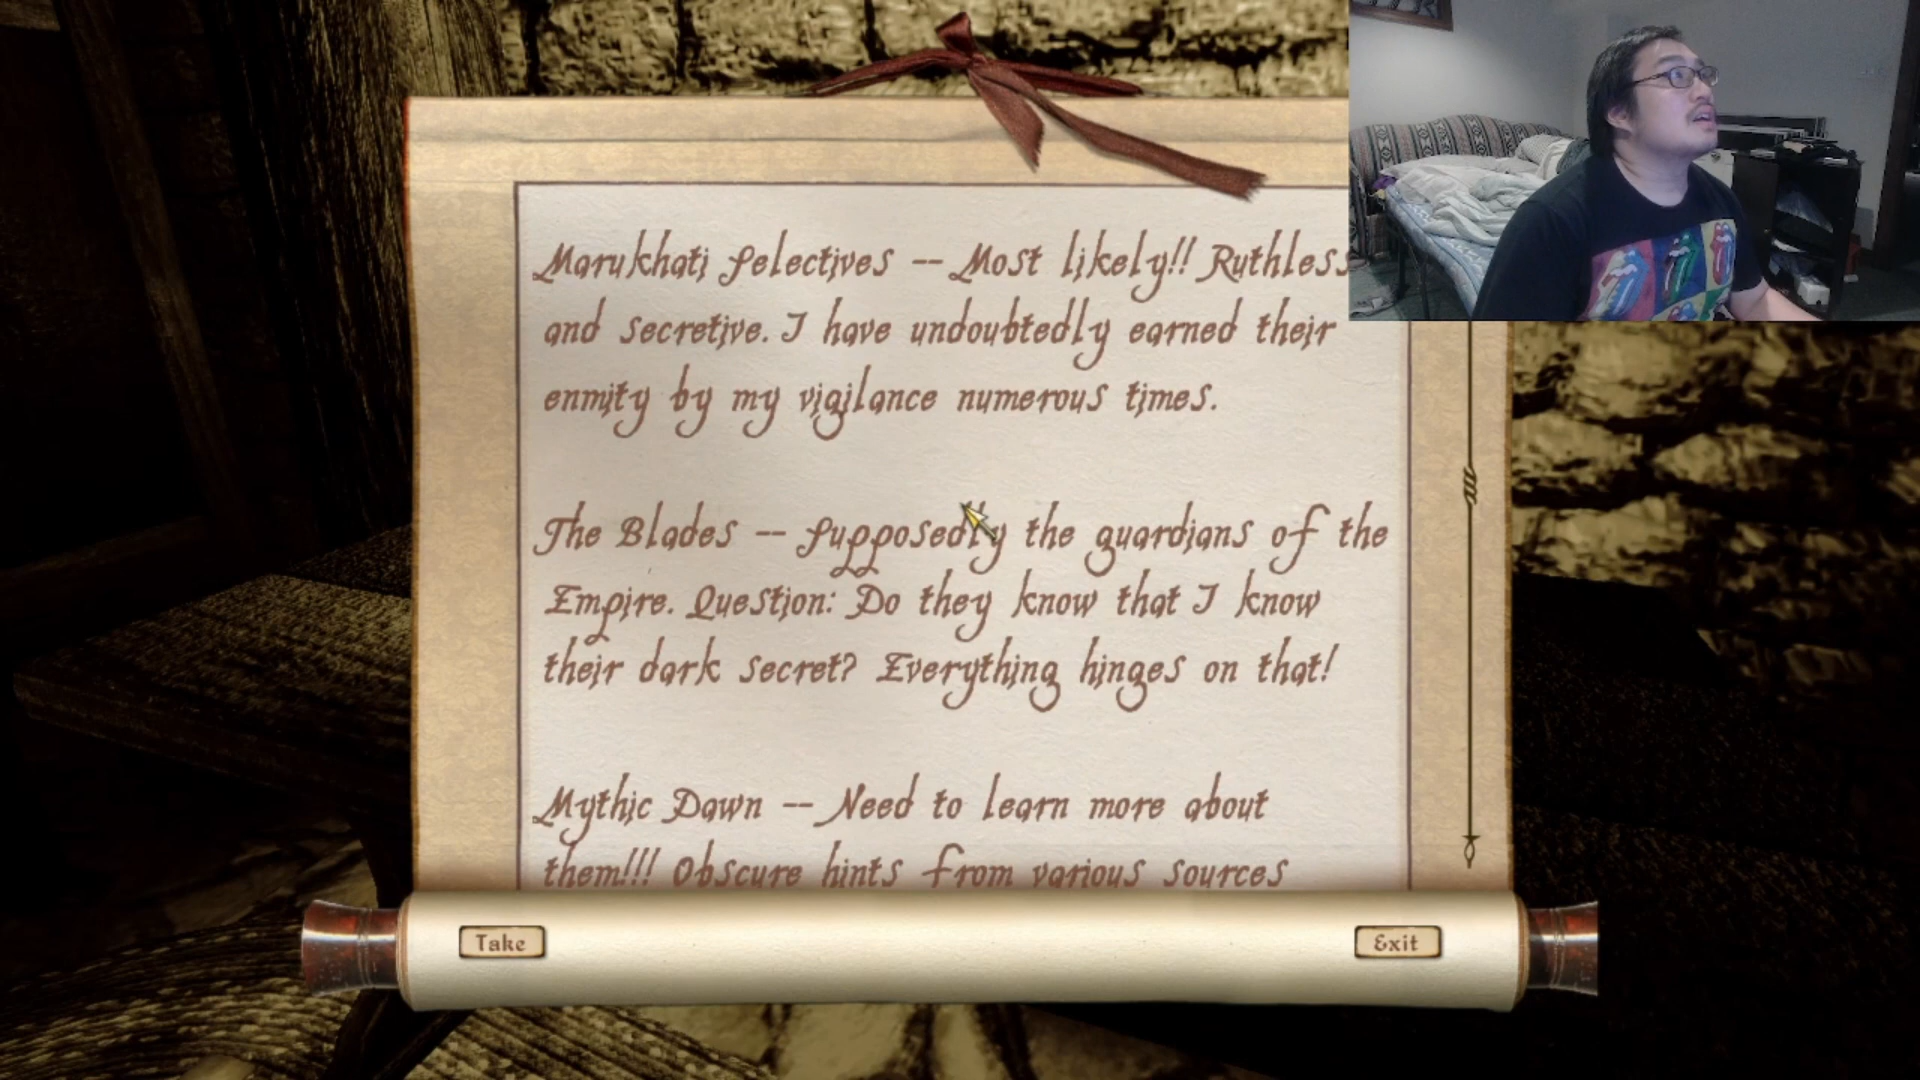 Marukhati Selectives -- Most likely!! Ruthless
and secretive. I have undoubtedly earned their
enmity by my vigilance numerous times.
The Blades -- Supposedly the guardians of the
Empire. Question: Do they know that I know
their dark secret? Everything hinges on that!
Mythic Dawn -- Need to learn more about
them!!! Obscure hints from various sources
Take
Exit